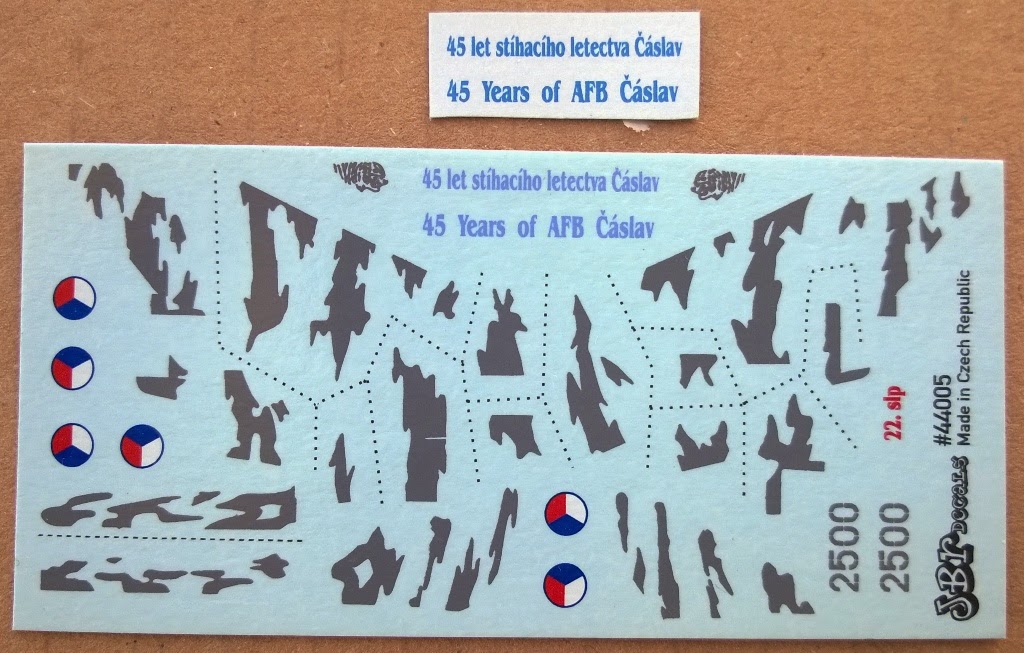 45 let stíhacího letectva Čáslav
45 Years of AFB Čáslav
45 let stíhacího letectva Čáslav
45 Years of AFB Čáslav
22. slp
2500
2500
JBr DECALS
#44005
Made in Czech Republic